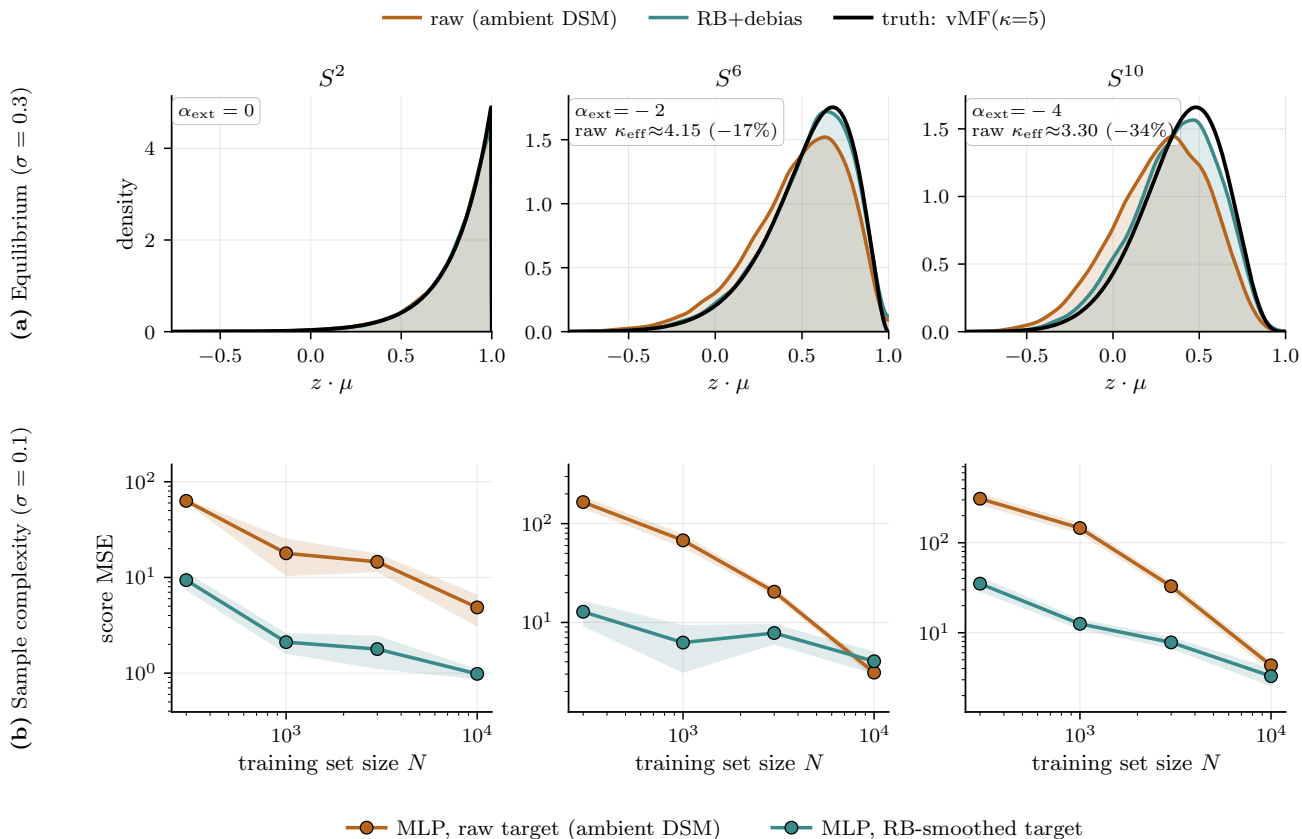 raw (ambient DSM) RB+debias truth: vMF(κ=5)
(a) Equilibrium (σ = 0.3)
S² S⁶ S¹⁰
α_ext = 0
α_ext = − 2
raw κ_eff≈4.15 (−17%)
α_ext = − 4
raw κ_eff≈3.30 (−34%)
density
0 2 4
−0.5 0.0 0.5 1.0
z · μ
0.0 0.5 1.0 1.5
−0.5 0.0 0.5 1.0
z · μ
0.0 0.5 1.0 1.5
−0.5 0.0 0.5 1.0
z · μ
(b) Sample complexity (σ = 0.1)
score MSE
10² 10¹ 10⁰
10³ 10⁴
training set size N
10² 10¹
10³ 10⁴
training set size N
10² 10¹
10³ 10⁴
training set size N
MLP, raw target (ambient DSM) MLP, RB-smoothed target